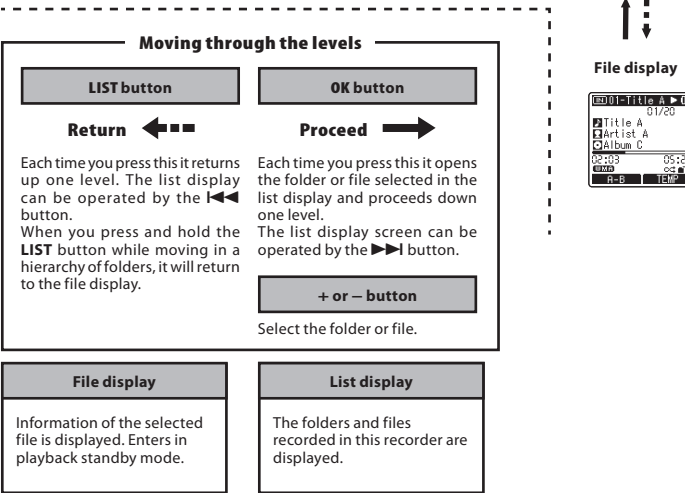 Moving through the levels
LIST button
Return
Each time you press this it returns
up one level. The list display
can be operated by the ⏮
button.
When you press and hold the
LIST button while moving in a
hierarchy of folders, it will return
to the file display.
OK button
Proceed
Each time you press this it opens
the folder or file selected in the
list display and proceeds down
one level.
The list display screen can be
operated by the ⏭ button.
+ or − button
Select the folder or file.
File display
Information of the selected
file is displayed. Enters in
playback standby mode.
List display
The folders and files
recorded in this recorder are
displayed.
File display
01-Title A
01/20
Title A
Artist A
Album C
02:03
WMA
A-B TEMP